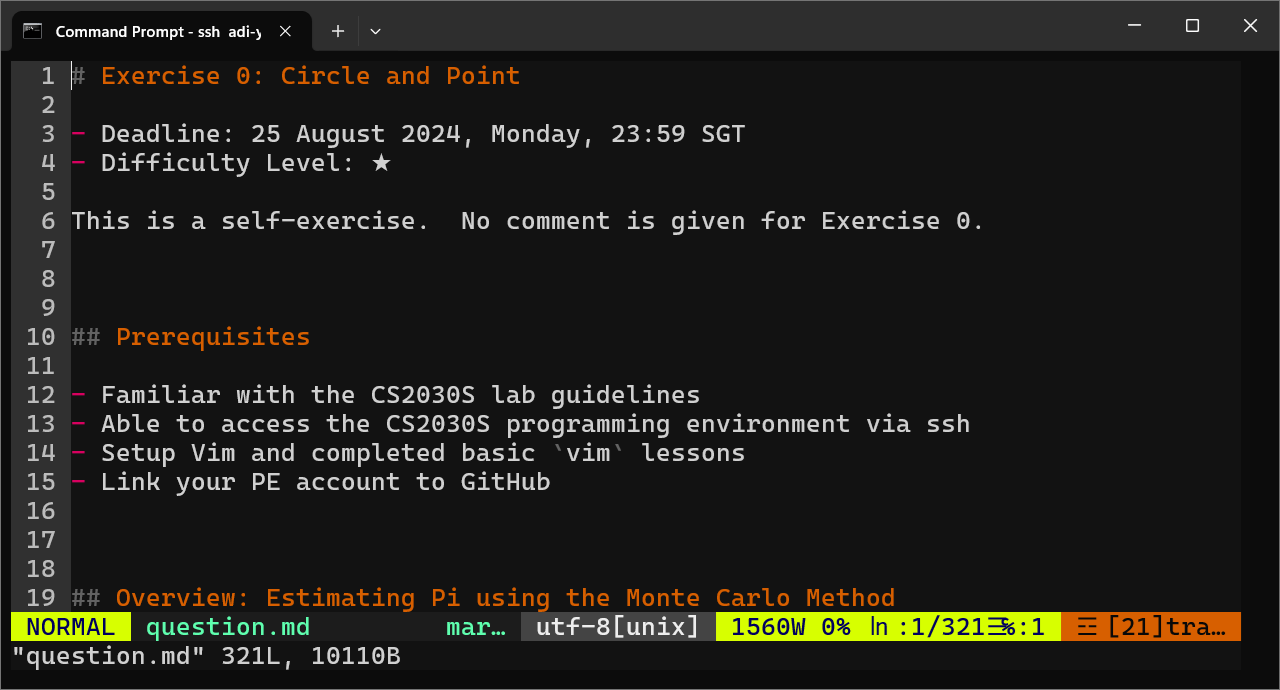 Command Prompt - ssh adi-y
1 # Exercise 0: Circle and Point
2
3 - Deadline: 25 August 2024, Monday, 23:59 SGT
4 - Difficulty Level: ★
5
6 This is a self-exercise.  No comment is given for Exercise 0.
7
8
9
10 ## Prerequisites
11
12 - Familiar with the CS2030S lab guidelines
13 - Able to access the CS2030S programming environment via ssh
14 - Setup Vim and completed basic `vim` lessons
15 - Link your PE account to GitHub
16
17
18
19 ## Overview: Estimating Pi using the Monte Carlo Method
NORMAL question.md mar… utf-8[unix] 1560W 0% ㏑:1/321☰℅:1 ☲ [21]tra…
"question.md" 321L, 10110B